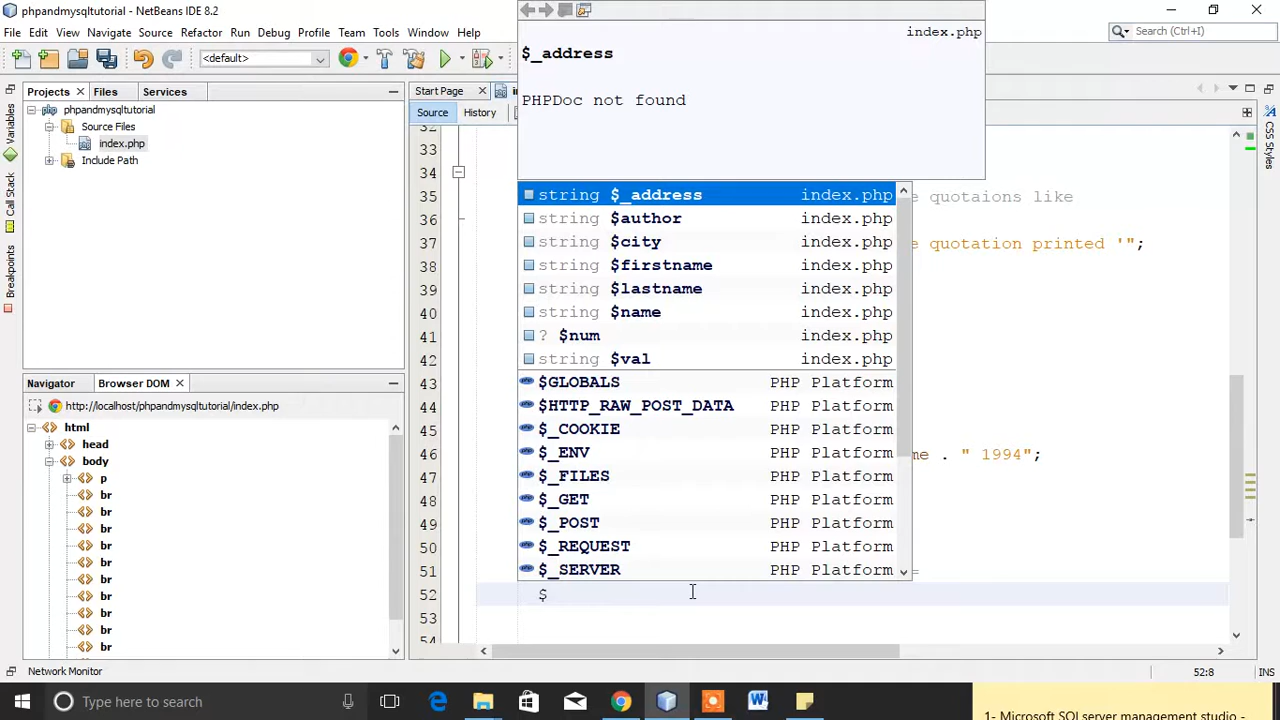 phpandmysqltutorial - NetBeans IDE 8.2
File Edit View Navigate Source Refactor Run Debug Profile Team Tools Window Help
Search (Ctrl+I)
<default>
Projects Files Services
phpandmysqltutorial
Source Files
index.php
Include Path
Variables
Call Stack
Breakpoints
Navigator Browser DOM
http://localhost/phpandmysqltutorial/index.php
html
head
body
p
br
br
br
br
br
br
br
br
br
Network Monitor
Start Page
Source History
index.php
$_address
PHPDoc not found
string $_address index.php
string $author index.php
string $city index.php
string $firstname index.php
string $lastname index.php
string $name index.php
? $num index.php
string $val index.php
$GLOBALS PHP Platform
$HTTP_RAW_POST_DATA PHP Platform
$_COOKIE PHP Platform
$_ENV PHP Platform
$_FILES PHP Platform
$_GET PHP Platform
$_POST PHP Platform
$_REQUEST PHP Platform
$_SERVER PHP Platform
32
33
34
35 e quotaions like
36
37 e quotation printed '";
38
39
40
41
42
43
44
45
46 me . " 1994";
47
48
49
50
51 =
52 $
53
54
CSS Styles
52:8
Type here to search
1- Microsoft SQl server management studio -